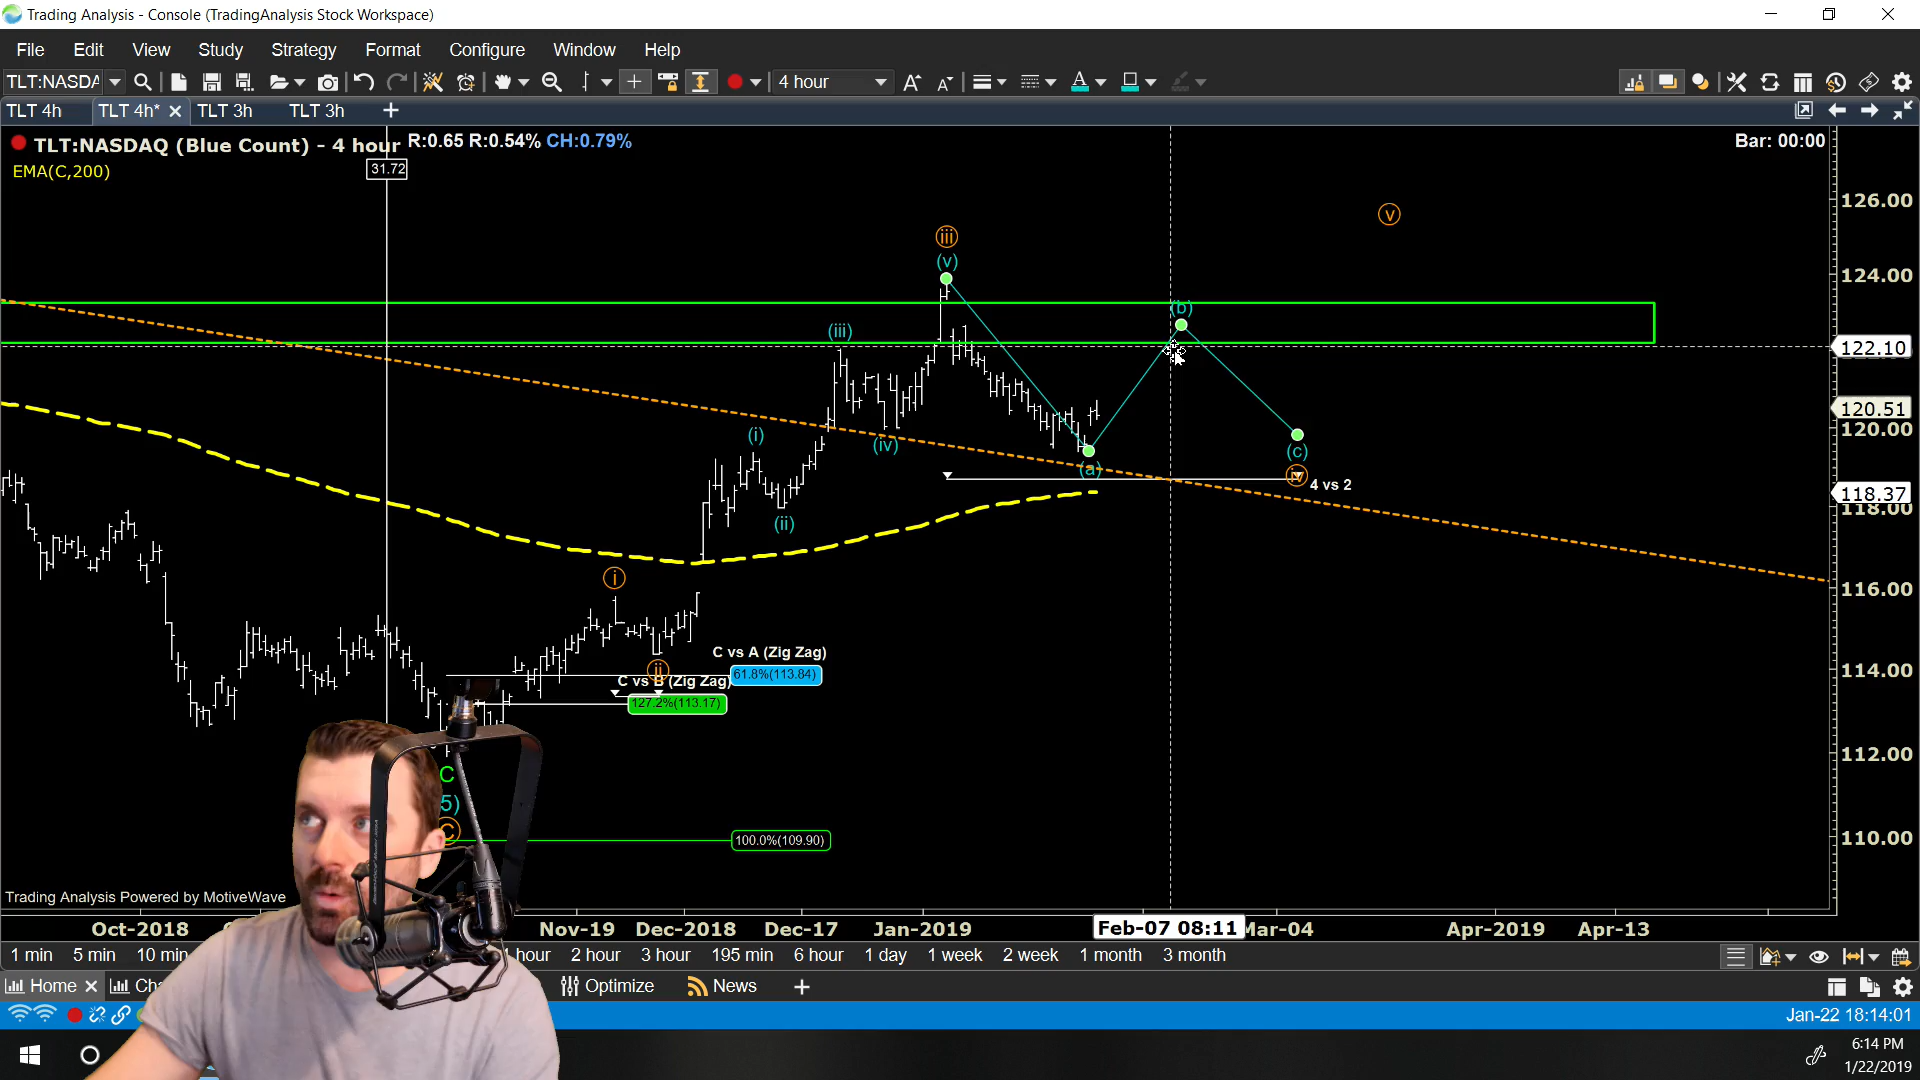 Trading Analysis - Console (TradingAnalysis Stock Workspace)
File Edit View Study Strategy Format Configure Window Help
TLT:NASDA 4 hour
TLT 4h TLT 4h* TLT 3h TLT 3h +
TLT:NASDAQ (Blue Count) - 4 hour R:0.65 R:0.54% CH:0.79% Bar: 00:00
EMA(C,200)
31.72
126.00
v
iii
(v)
124.00
(b)
(iii)
122.10
120.51
120.00
(i)
(iv)
(c)
(a)
iv 4 vs 2
118.37
118.00
(ii)
i
116.00
C vs A (Zig Zag)
ii 61.8%(113.84)
114.00
C vs B (Zig Zag)
127.2%(113.17)
112.00
C
5)
C
100.0%(109.90)
110.00
Trading Analysis Powered by MotiveWave
Oct-2018 Nov-19 Dec-2018 Dec-17 Jan-2019 Feb-07 08:11 Mar-04 Apr-2019 Apr-13
1 min 5 min 10 min hour 2 hour 3 hour 195 min 6 hour 1 day 1 week 2 week 1 month 3 month
Home Optimize News +
Jan-22 18:14:01
6:14 PM
1/22/2019